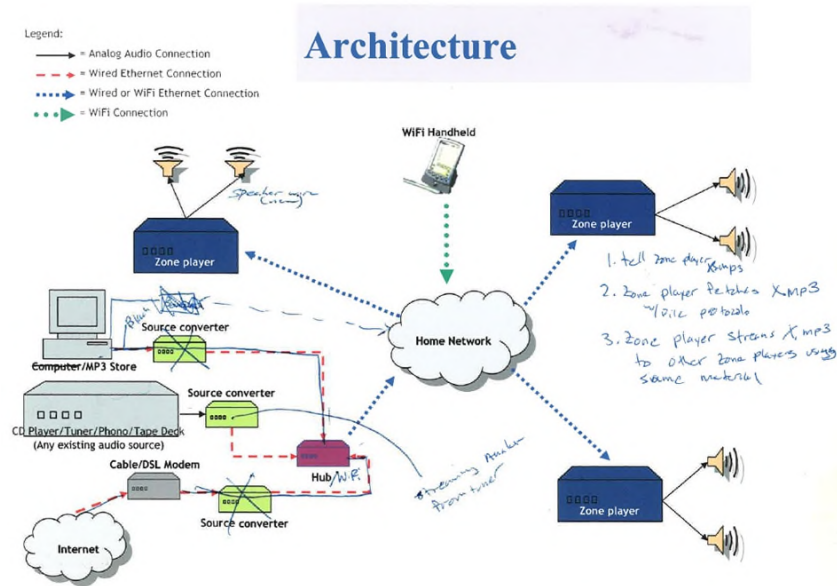 Architecture
Legend:
= Analog Audio Connection
= Wired Ethernet Connection
= Wired or WiFi Ethernet Connection
= WiFi Connection
WiFi Handheld
Speaker wire
Zone player
Zone player
1. tell zone player
2. Zone player fetches X.mp3
w/ file protocols
3. Zone player streams X.mp3
to other zone players using
same material
Source converter
Computer/MP3 Store
Home Network
Source converter
CD Player/Tuner/Phono/Tape Deck
(Any existing audio source)
Cable/DSL Modem
Hub
Streaming
from tuner
Source converter
Zone player
Internet